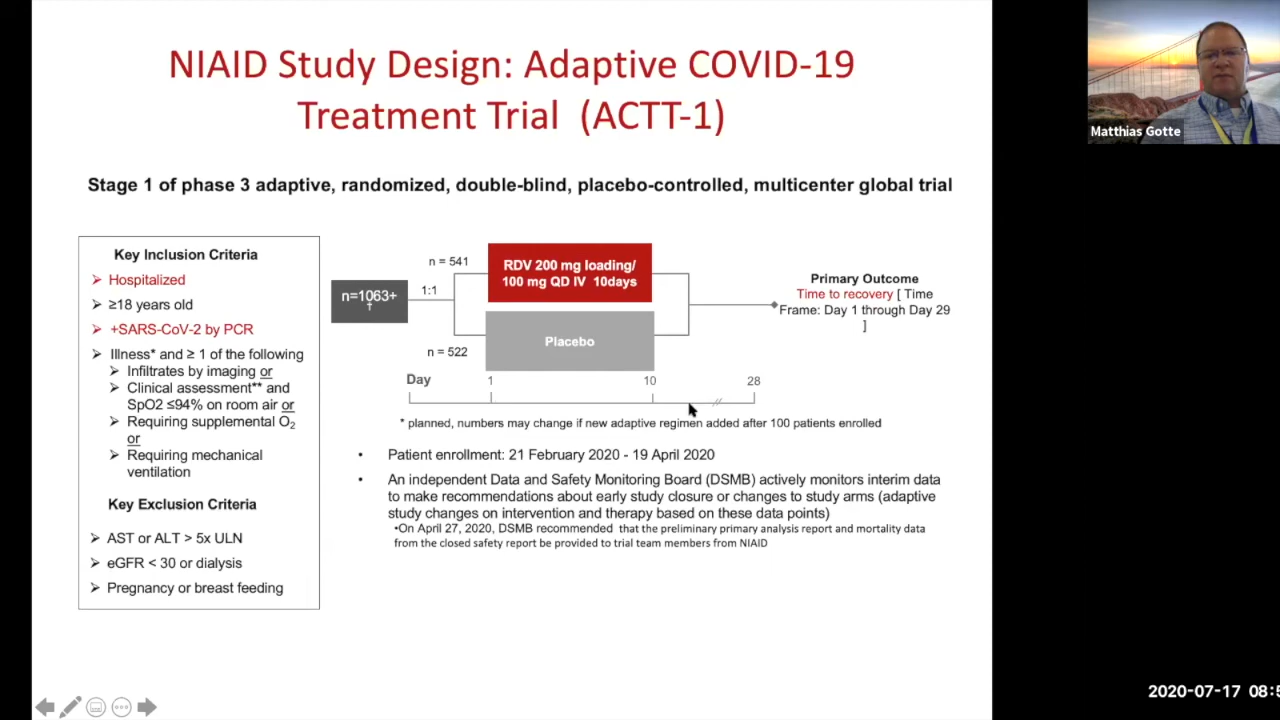 NIAID Study Design: Adaptive COVID-19
Treatment Trial (ACTT-1)
Matthias Gotte
Stage 1 of phase 3 adaptive, randomized, double-blind, placebo-controlled, multicenter global trial
Key Inclusion Criteria
➢ Hospitalized
➢ ≥18 years old
➢ +SARS-CoV-2 by PCR
➢ Illness* and ≥ 1 of the following
➢ Infiltrates by imaging or
➢ Clinical assessment** and
SpO2 ≤94% on room air or
➢ Requiring supplemental O₂
or
➢ Requiring mechanical
ventilation
Key Exclusion Criteria
➢ AST or ALT > 5x ULN
➢ eGFR < 30 or dialysis
➢ Pregnancy or breast feeding
n=1063+
†
1:1
n = 541
n = 522
RDV 200 mg loading/
100 mg QD IV 10days
Placebo
Primary Outcome
Time to recovery [ Time
Frame: Day 1 through Day 29
]
Day 1 10 28
* planned, numbers may change if new adaptive regimen added after 100 patients enrolled
• Patient enrollment: 21 February 2020 - 19 April 2020
• An independent Data and Safety Monitoring Board (DSMB) actively monitors interim data
to make recommendations about early study closure or changes to study arms (adaptive
study changes on intervention and therapy based on these data points)
•On April 27, 2020, DSMB recommended that the preliminary primary analysis report and mortality data
from the closed safety report be provided to trial team members from NIAID
2020-07-17 08:5